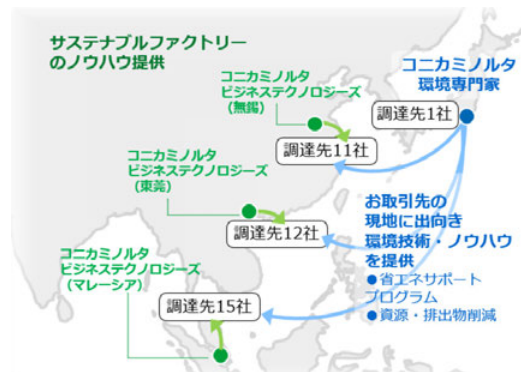 サステナブルファクトリー
のノウハウ提供
コニカミノルタ
環境専門家
コニカミノルタ
ビジネステクノロジーズ
(無錫)
調達先1社
調達先11社
コニカミノルタ
ビジネステクノロジーズ
(東莞)
調達先12社
お取引先の
現地に出向き
環境技術・ノウハウ
を提供
●省エネサポート
プログラム
●資源・排出物削減
コニカミノルタ
ビジネステクノロジーズ
(マレーシア)
調達先15社